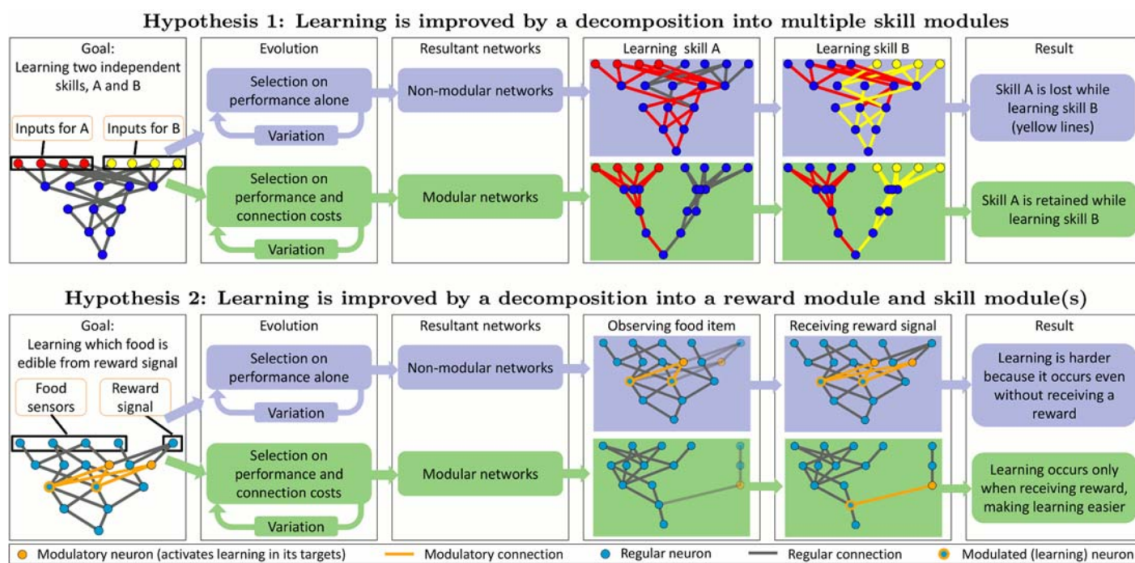 Hypothesis 1: Learning is improved by a decomposition into multiple skill modules
Goal:
Learning two independent
skills, A and B
Inputs for A
Inputs for B
Evolution
Selection on
performance alone
Variation
Selection on
performance and
connection costs
Variation
Resultant networks
Non-modular networks
Modular networks
Learning skill A
Learning skill B
Result
Skill A is lost while
learning skill B
(yellow lines)
Skill A is retained while
learning skill B
Hypothesis 2: Learning is improved by a decomposition into a reward module and skill module(s)
Goal:
Learning which food is
edible from reward signal
Food
sensors
Reward
signal
Evolution
Selection on
performance alone
Variation
Selection on
performance and
connection costs
Variation
Resultant networks
Non-modular networks
Modular networks
Observing food item
Receiving reward signal
Result
Learning is harder
because it occurs even
without receiving a
reward
Learning occurs only
when receiving reward,
making learning easier
Modulatory neuron (activates learning in its targets)
Modulatory connection
Regular neuron
Regular connection
Modulated (learning) neuron